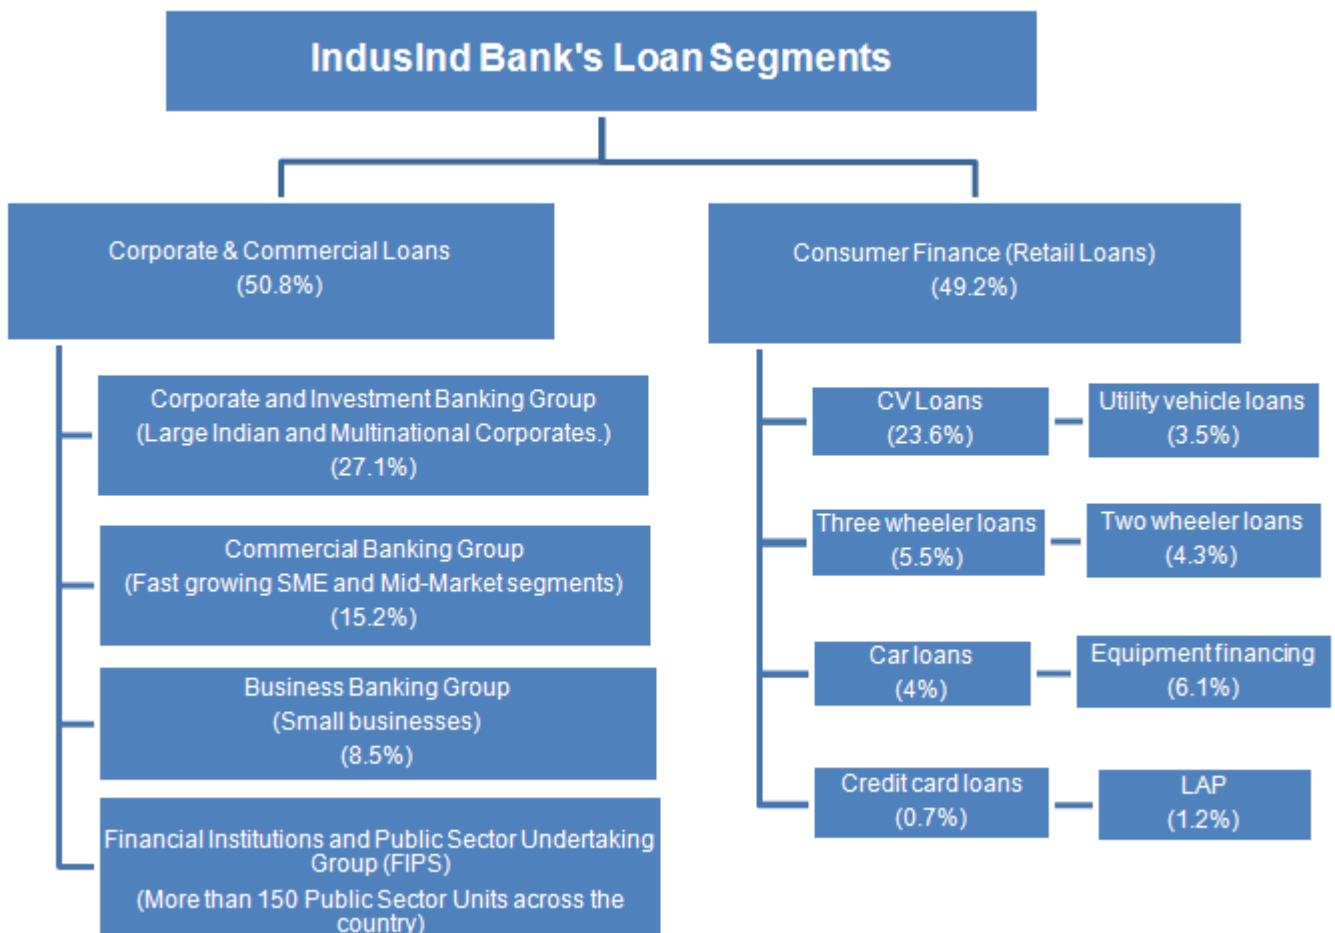 IndusInd Bank's Loan Segments
Corporate & Commercial Loans
(50.8%)
Corporate and Investment Banking Group
(Large Indian and Multinational Corporates.)
(27.1%)
Commercial Banking Group
(Fast growing SME and Mid-Market segments)
(15.2%)
Business Banking Group
(Small businesses)
(8.5%)
Financial Institutions and Public Sector Undertaking
Group (FIPS)
(More than 150 Public Sector Units across the
country)
Consumer Finance (Retail Loans)
(49.2%)
CV Loans
(23.6%)
Utility vehicle loans
(3.5%)
Three wheeler loans
(5.5%)
Two wheeler loans
(4.3%)
Car loans
(4%)
Equipment financing
(6.1%)
Credit card loans
(0.7%)
LAP
(1.2%)